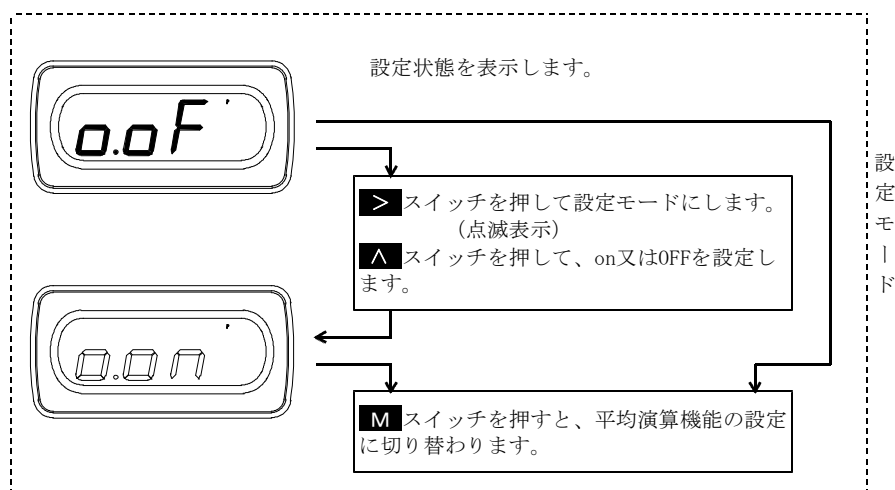 設定状態を表示します。
o.oF
> スイッチを押して設定モードにします。
(点滅表示)
∧ スイッチを押して、on又はOFFを設定し
ます。
o.on
M スイッチを押すと、平均演算機能の設定
に切り替わります。
設定モード